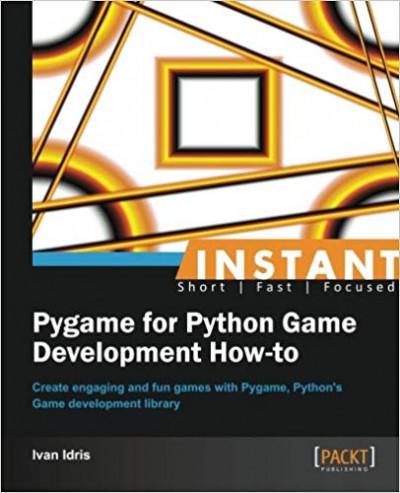 INSTANT
Short | Fast | Focused
Pygame for Python Game
Development How-to
Create engaging and fun games with Pygame, Python's
Game development library
Ivan Idris
[PACKT]
PUBLISHING